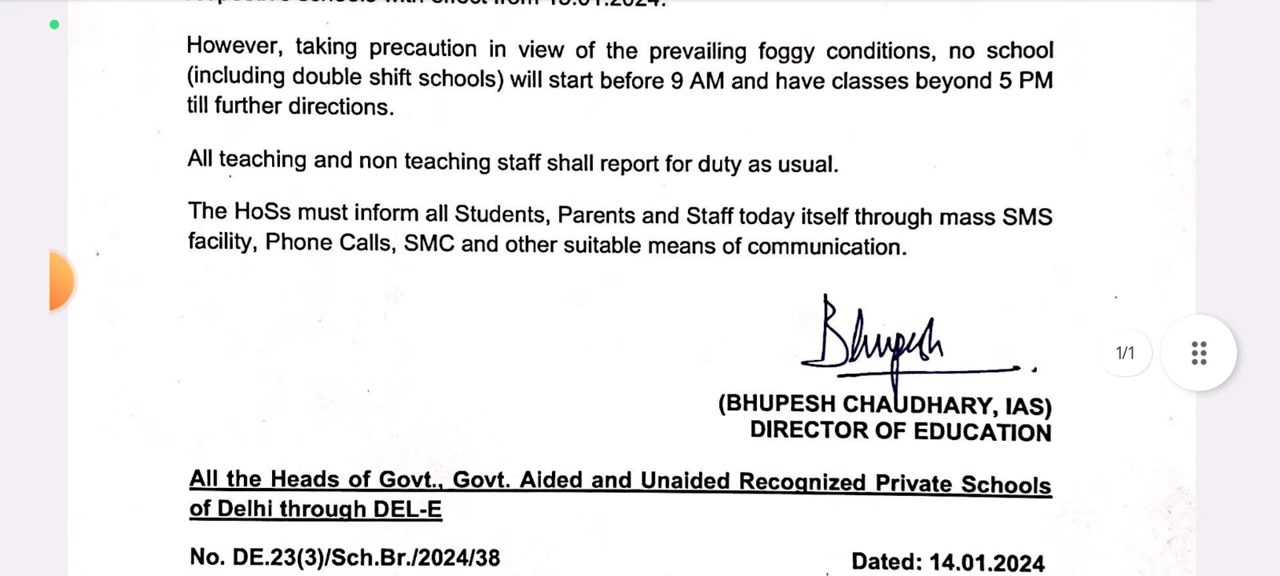 However, taking precaution in view of the prevailing foggy conditions, no school
(including double shift schools) will start before 9 AM and have classes beyond 5 PM
till further directions.
All teaching and non teaching staff shall report for duty as usual.
The HoSs must inform all Students, Parents and Staff today itself through mass SMS
facility, Phone Calls, SMC and other suitable means of communication.
Bhupesh
1/1
(BHUPESH CHAUDHARY, IAS)
DIRECTOR OF EDUCATION
All the Heads of Govt., Govt. Aided and Unaided Recognized Private Schools
of Delhi through DEL-E
No. DE.23(3)/Sch.Br./2024/38 Dated: 14.01.2024